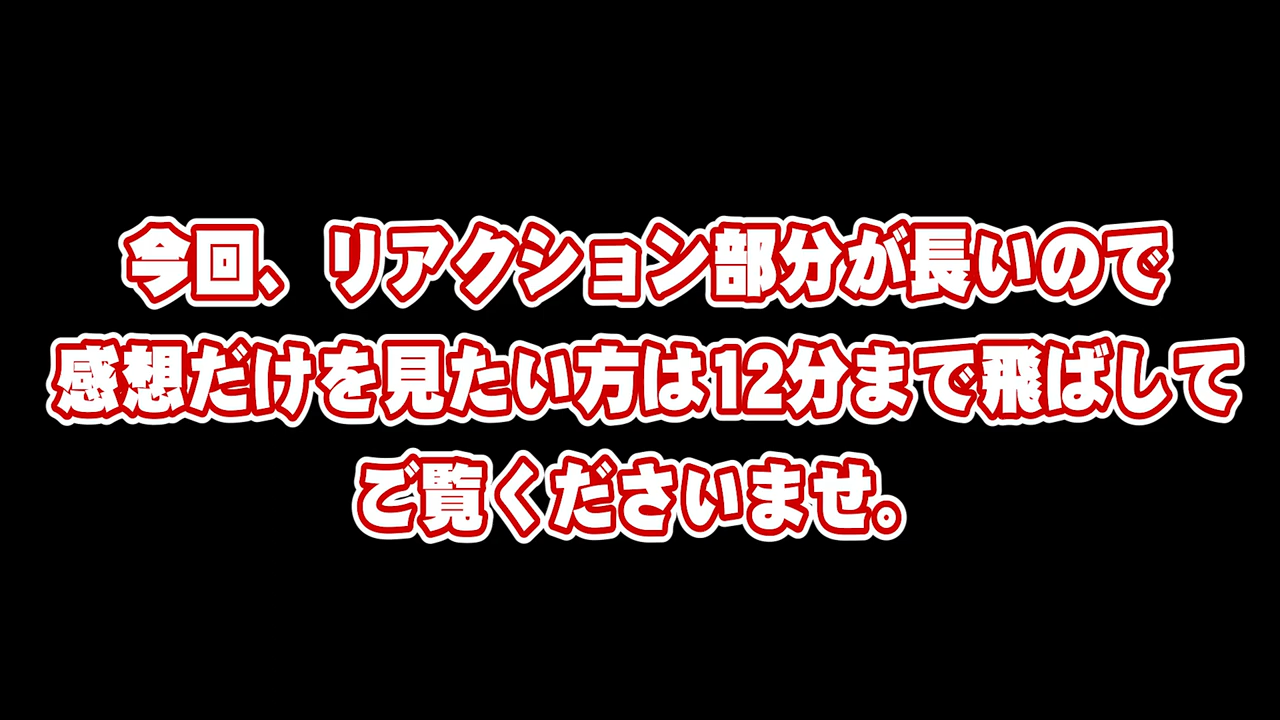 今回、リアクション部分が長いので
感想だけを見たい方は12分まで飛ばして
ご覧くださいませ。